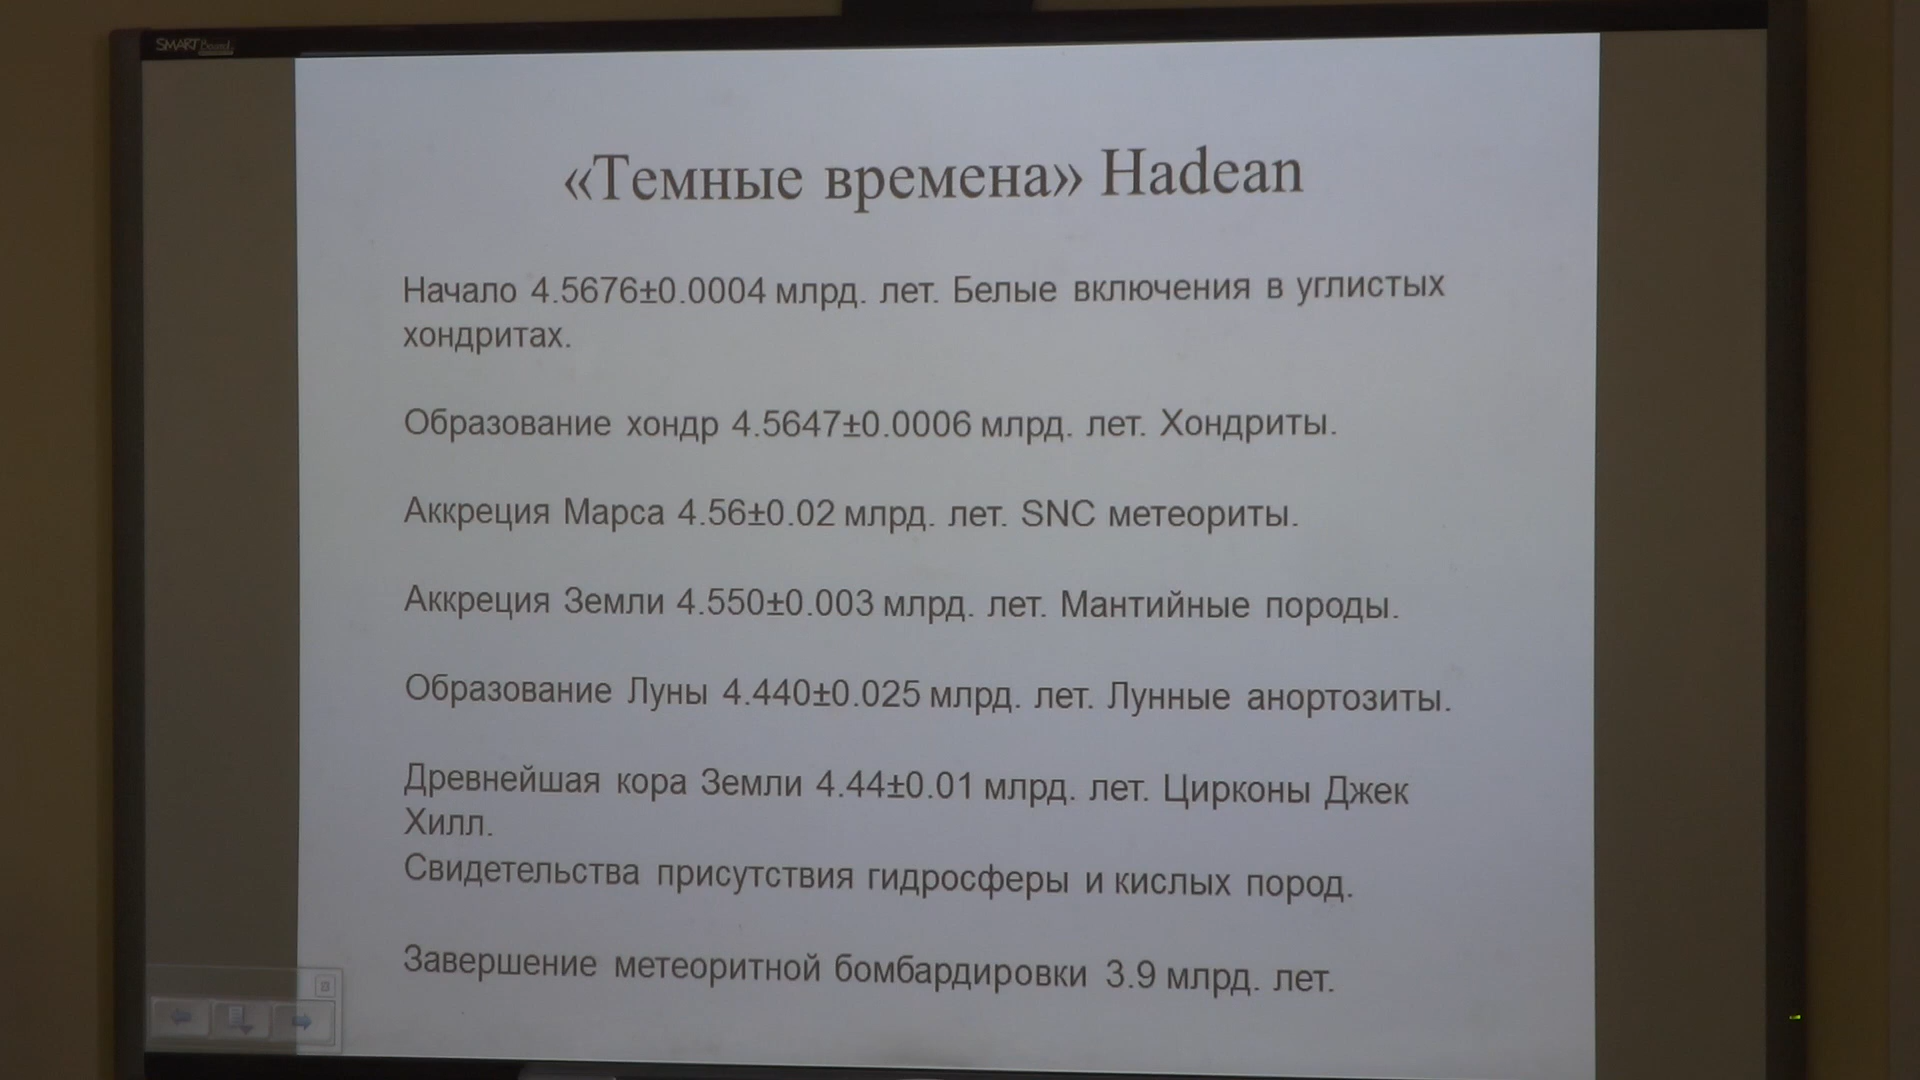 SMART Board
«Темные времена» Hadean
Начало 4.5676±0.0004 млрд. лет. Белые включения в углистых
хондритах.
Образование хондр 4.5647±0.0006 млрд. лет. Хондриты.
Аккреция Марса 4.56±0.02 млрд. лет. SNC метеориты.
Аккреция Земли 4.550±0.003 млрд. лет. Мантийные породы.
Образование Луны 4.440±0.025 млрд. лет. Лунные анортозиты.
Древнейшая кора Земли 4.44±0.01 млрд. лет. Цирконы Джек
Хилл.
Свидетельства присутствия гидросферы и кислых пород.
Завершение метеоритной бомбардировки 3.9 млрд. лет.